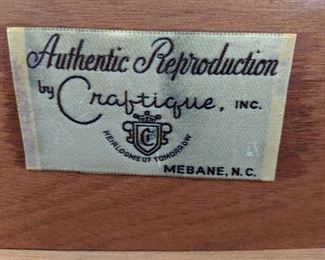 Authentic Reproduction
by Craftique, INC.
C
HEIRLOOMS OF TOMORROW
MEBANE, N.C.